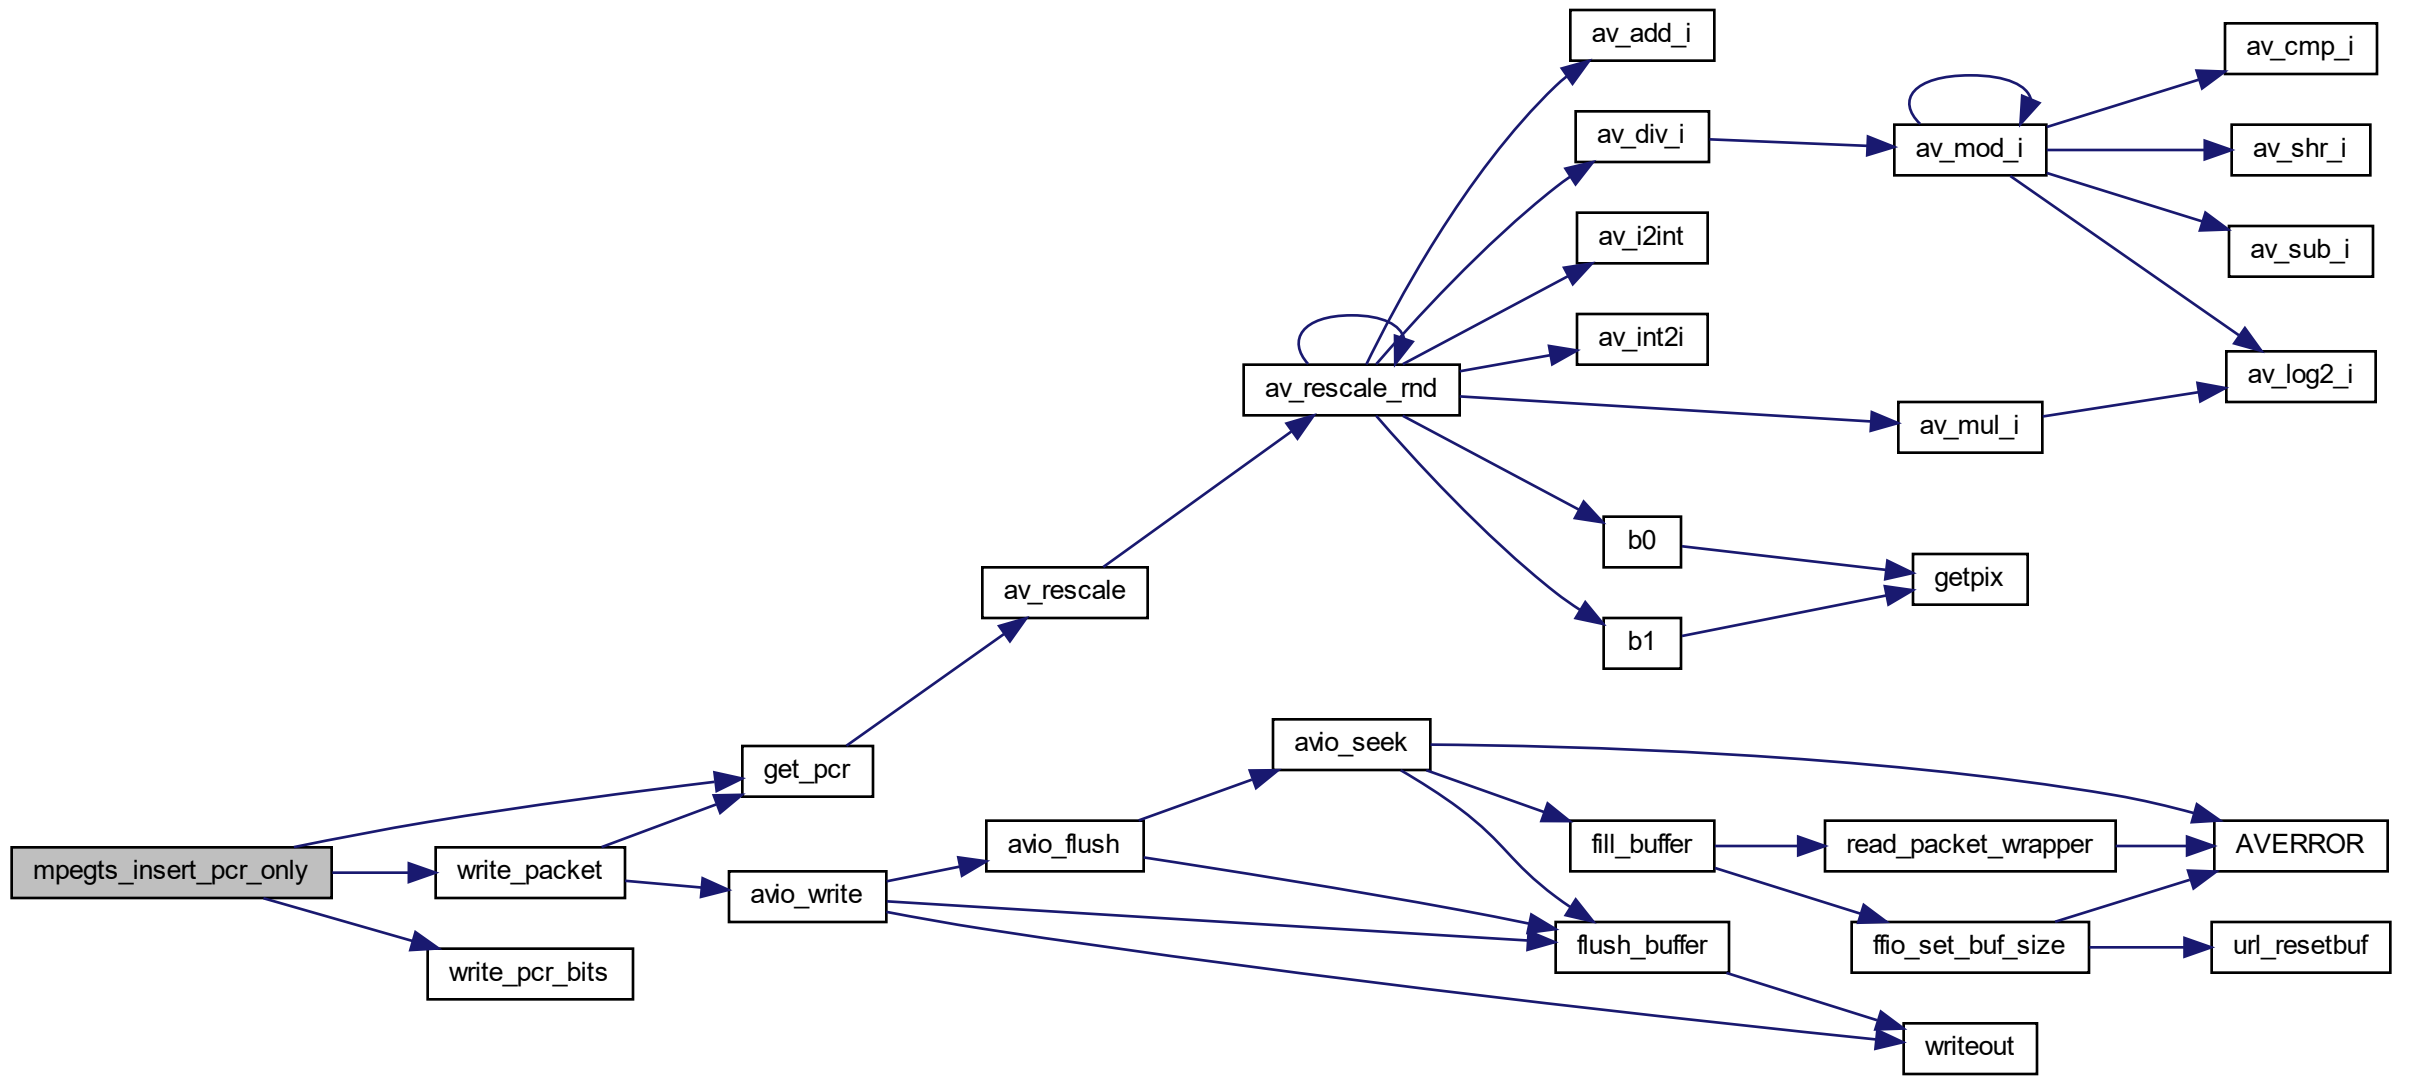 av_add_i
av_cmp_i
av_div_i
av_mod_i
av_shr_i
av_i2int
av_sub_i
av_int2i
av_rescale_rnd
av_log2_i
av_mul_i
b0
getpix
av_rescale
b1
avio_seek
get_pcr
avio_flush
fill_buffer
read_packet_wrapper
AVERROR
mpegts_insert_pcr_only
write_packet
avio_write
flush_buffer
ffio_set_buf_size
url_resetbuf
write_pcr_bits
writeout